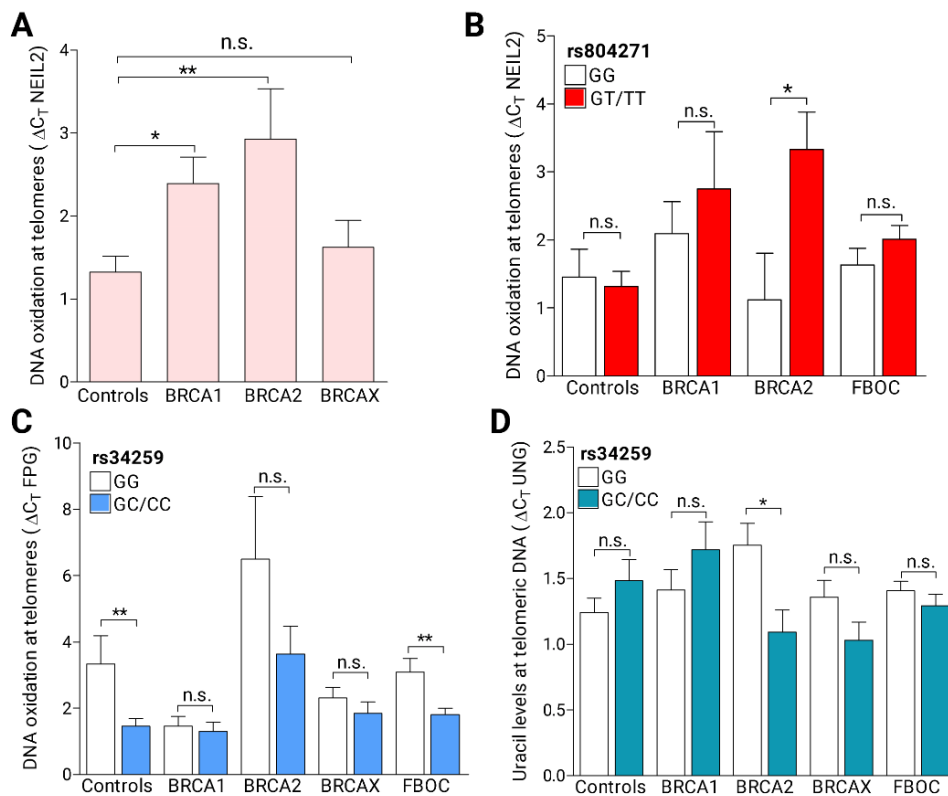 A
DNA oxidation at telomeres ( ΔCT NEIL2)
4
3
2
1
0
n.s.
**
*
Controls BRCA1 BRCA2 BRCAX
B
DNA oxidation at telomeres ( ΔCT NEIL2)
5
4
3
2
1
0
rs804271
GG
GT/TT
n.s.
n.s.
*
n.s.
Controls BRCA1 BRCA2 FBOC
C
DNA oxidation at telomeres ( ΔCT FPG)
10
8
6
4
2
0
rs34259
GG
GC/CC
**
n.s.
n.s.
n.s.
**
Controls BRCA1 BRCA2 BRCAX FBOC
D
Uracil levels at telomeric DNA ( ΔCT UNG)
2.5
2.0
1.5
1.0
0.5
0.0
rs34259
GG
GC/CC
n.s.
n.s.
*
n.s.
n.s.
Controls BRCA1 BRCA2 BRCAX FBOC